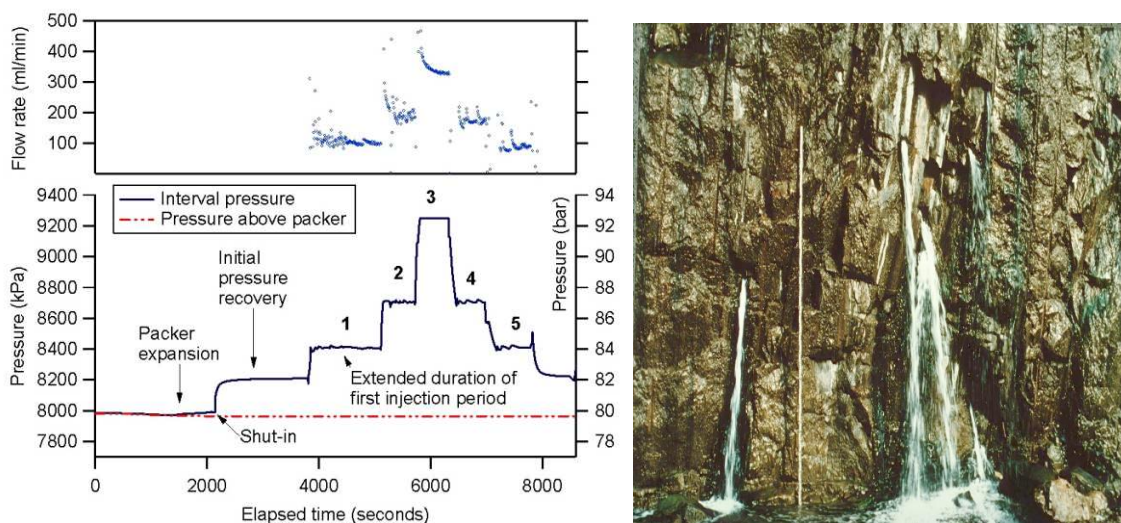 500
400
300
200
100
Flow rate (ml/min)
9400
9200
9000
8800
8600
8400
8200
8000
7800
Pressure (kPa)
94
92
90
88
86
84
82
80
78
Pressure (bar)
Interval pressure
Pressure above packer
3
2
4
1
5
Initial
pressure
recovery
Packer
expansion
Extended duration of
first injection period
Shut-in
0
2000
4000
6000
8000
Elapsed time (seconds)